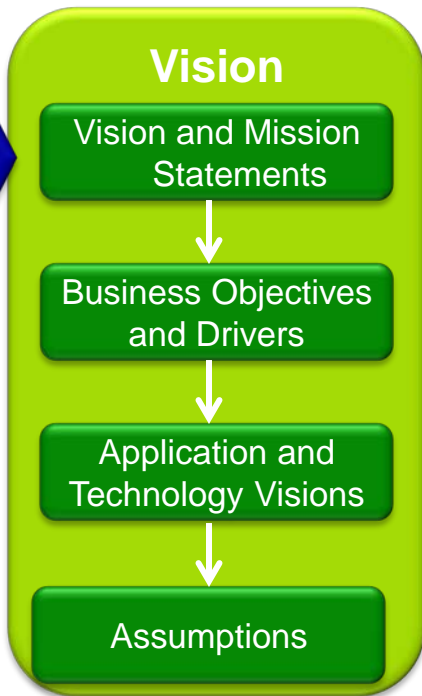 Vision
Vision and Mission
Statements
Business Objectives
and Drivers
Application and
Technology Visions
Assumptions